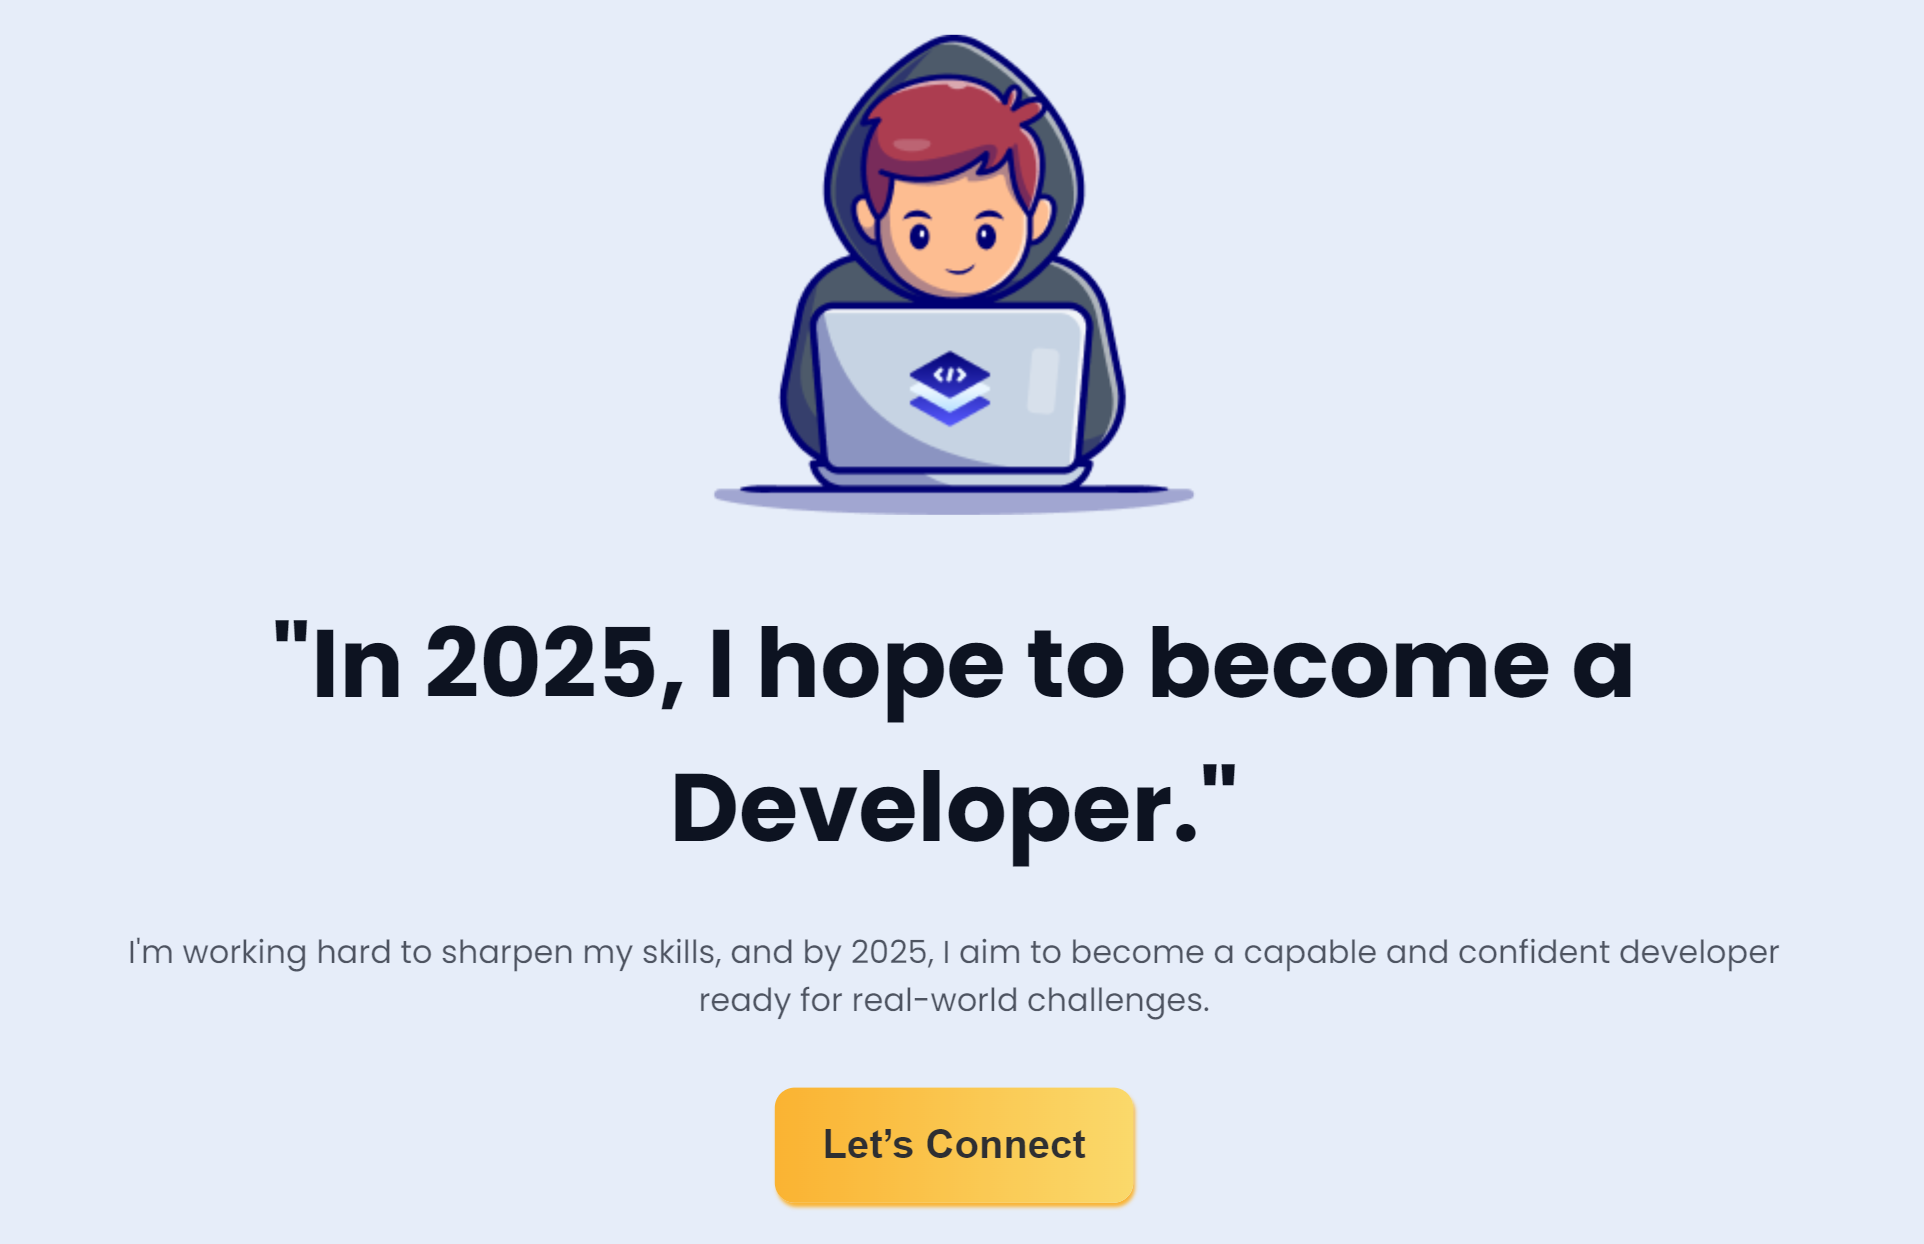 </>
"In 2025, I hope to become a
Developer."
I'm working hard to sharpen my skills, and by 2025, I aim to become a capable and confident developer
ready for real-world challenges.
Let’s Connect